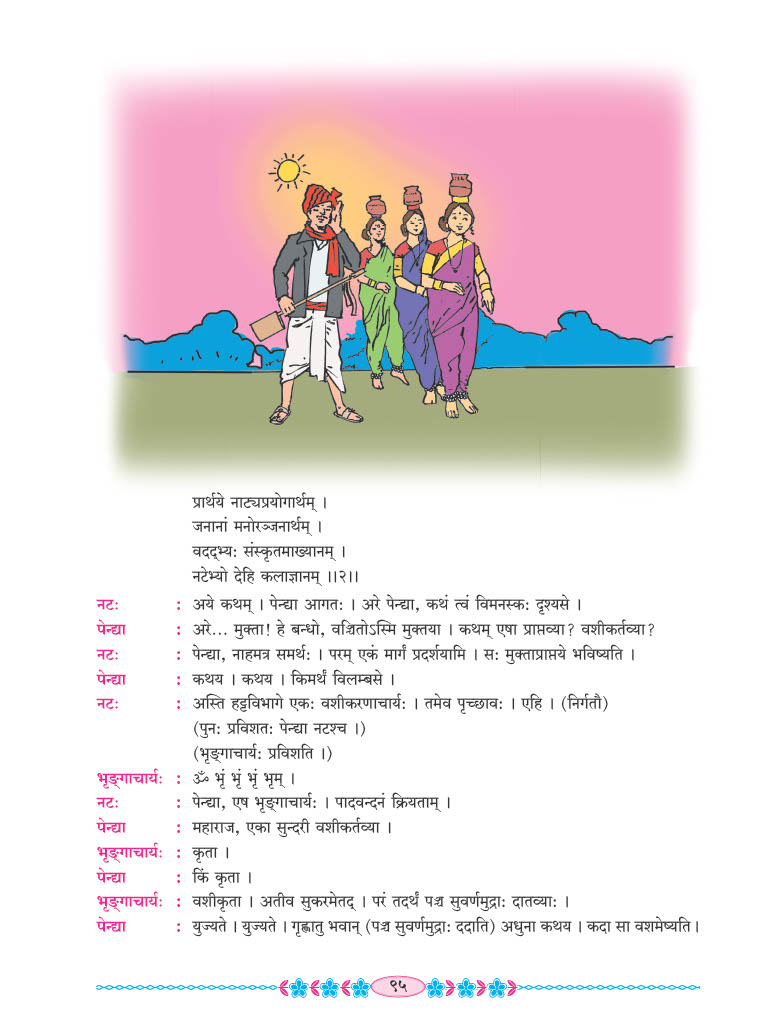 प्रार्थये नाट्यप्रयोगार्थम् ।
जनानां मनोरञ्जनार्थम् ।
वदद्भ्यः संस्कृतमाख्यानम् ।
नटेभ्यो देहि कलाज्ञानम् ।।२।।
नटः : अये कथम् । पेन्द्या आगतः । अरे पेन्द्या, कथं त्वं विमनस्कः दृश्यसे ।
पेन्द्या : अरे... मुक्ता! हे बन्धो, वञ्चितोऽस्मि मुक्तया । कथम् एषा प्राप्तव्या? वशीकर्तव्या?
नटः : पेन्द्या, नाहमत्र समर्थः । परम् एकं मार्गं प्रदर्शयामि । सः मुक्ताप्राप्तये भविष्यति ।
पेन्द्या : कथय । कथय । किमर्थं विलम्बसे ।
नटः : अस्ति हट्टविभागे एकः वशीकरणाचार्यः । तमेव पृच्छावः । एहि । (निर्गतौ)
(पुनः प्रविशतः पेन्द्या नटश्च ।)
(भृङ्गाचार्यः प्रविशति ।)
भृङ्गाचार्यः : ॐ भृं भृं भृं भृम् ।
नटः : पेन्द्या, एष भृङ्गाचार्यः । पादवन्दनं क्रियताम् ।
पेन्द्या : महाराज, एका सुन्दरी वशीकर्तव्या ।
भृङ्गाचार्यः : कृता ।
पेन्द्या : किं कृता ।
भृङ्गाचार्यः : वशीकृता । अतीव सुकरमेतद् । परं तदर्थं पञ्च सुवर्णमुद्राः दातव्याः ।
पेन्द्या : युज्यते । युज्यते । गृह्णातु भवान् (पञ्च सुवर्णमुद्राः ददाति) अधुना कथय । कदा सा वशमेष्यति।
९५